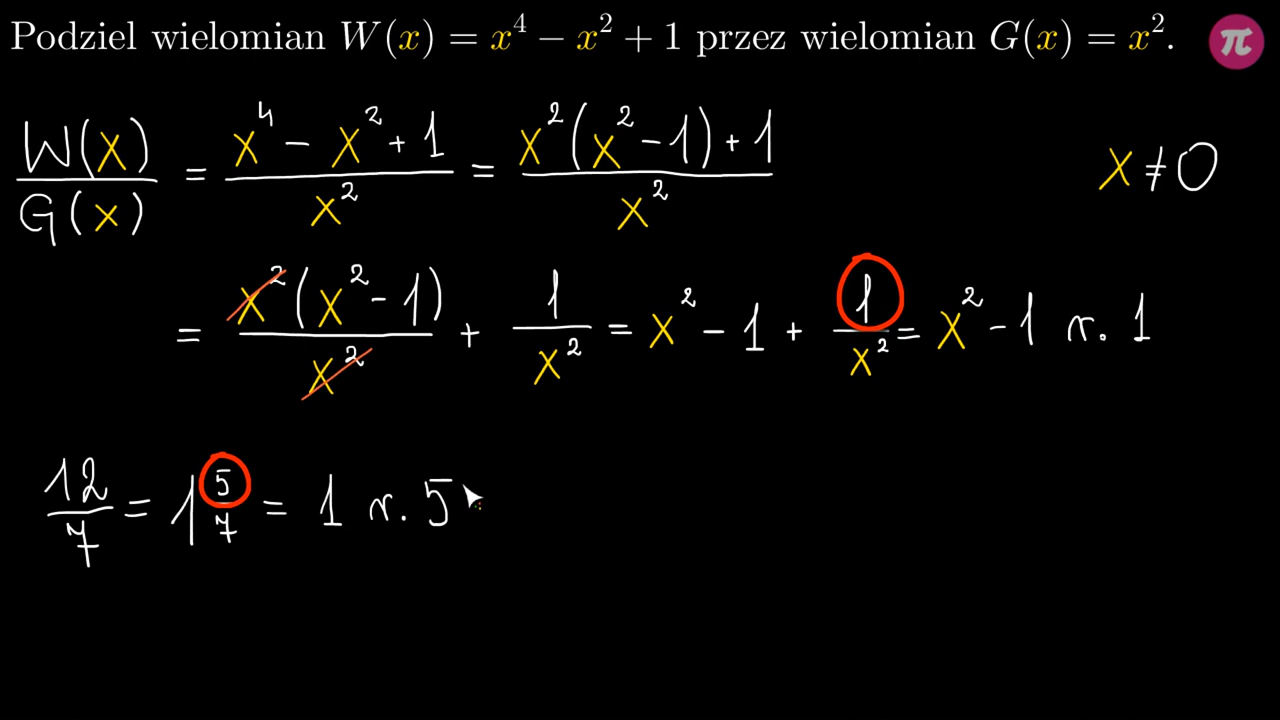 Podziel wielomian W(x) = x⁴ − x² + 1 przez wielomian G(x) = x². π
W(x)/G(x) = (x⁴ − x² + 1)/x² = (x²(x² − 1) + 1)/x² x ≠ 0
= x²(x² − 1)/x² + 1/x² = x² − 1 + 1/x² = x² − 1 r. 1
12/7 = 1 5/7 = 1 r. 5